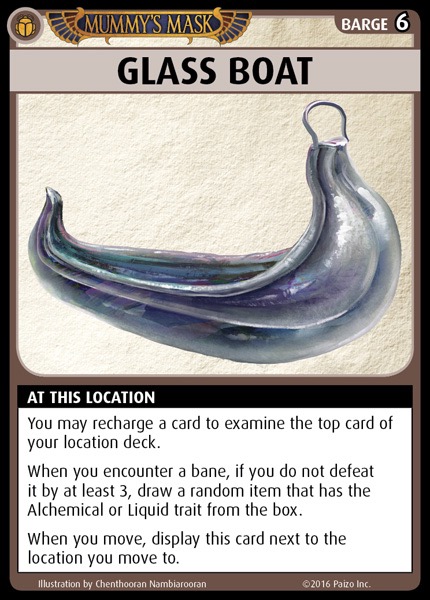 MUMMY'S MASK
BARGE 6
GLASS BOAT
AT THIS LOCATION
You may recharge a card to examine the top card of
your location deck.
When you encounter a bane, if you do not defeat
it by at least 3, draw a random item that has the
Alchemical or Liquid trait from the box.
When you move, display this card next to the
location you move to.
Illustration by Chenthooran Nambiarooran
©2016 Paizo Inc.